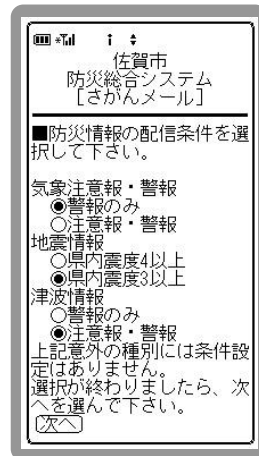 佐賀市
防災総合システム
[さがんメール]
■防災情報の配信条件を選
択して下さい。
気象注意報・警報
◉警報のみ
○注意報・警報
地震情報
○県内震度4以上
◉県内震度3以上
津波情報
○警報のみ
◉注意報・警報
上記意外の種別には条件設
定はありません。
選択が終わりましたら、次
へを選んで下さい。
次へ